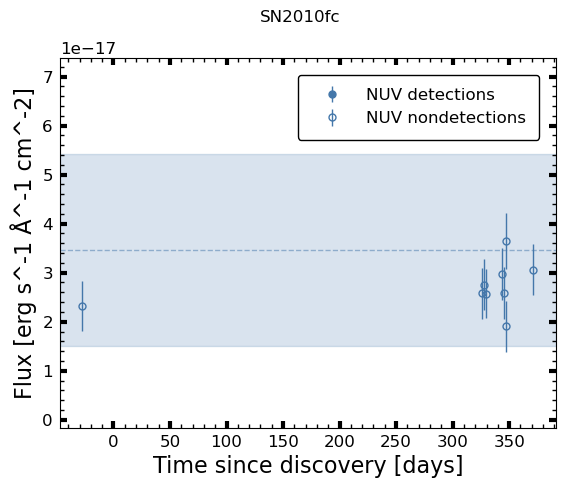 SN2010fc
1e−17
7
6
5
4
3
2
1
0
Flux [erg s^-1 Å^-1 cm^-2]
NUV detections
NUV nondetections
0 50 100 150 200 250 300 350
Time since discovery [days]